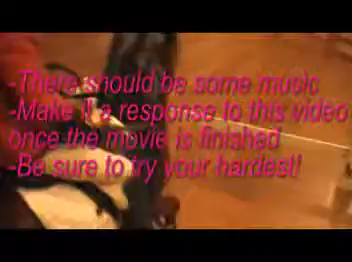 -There should be some music
-Make it a response to this video
once the movie is finished
-Be sure to try your hardest!